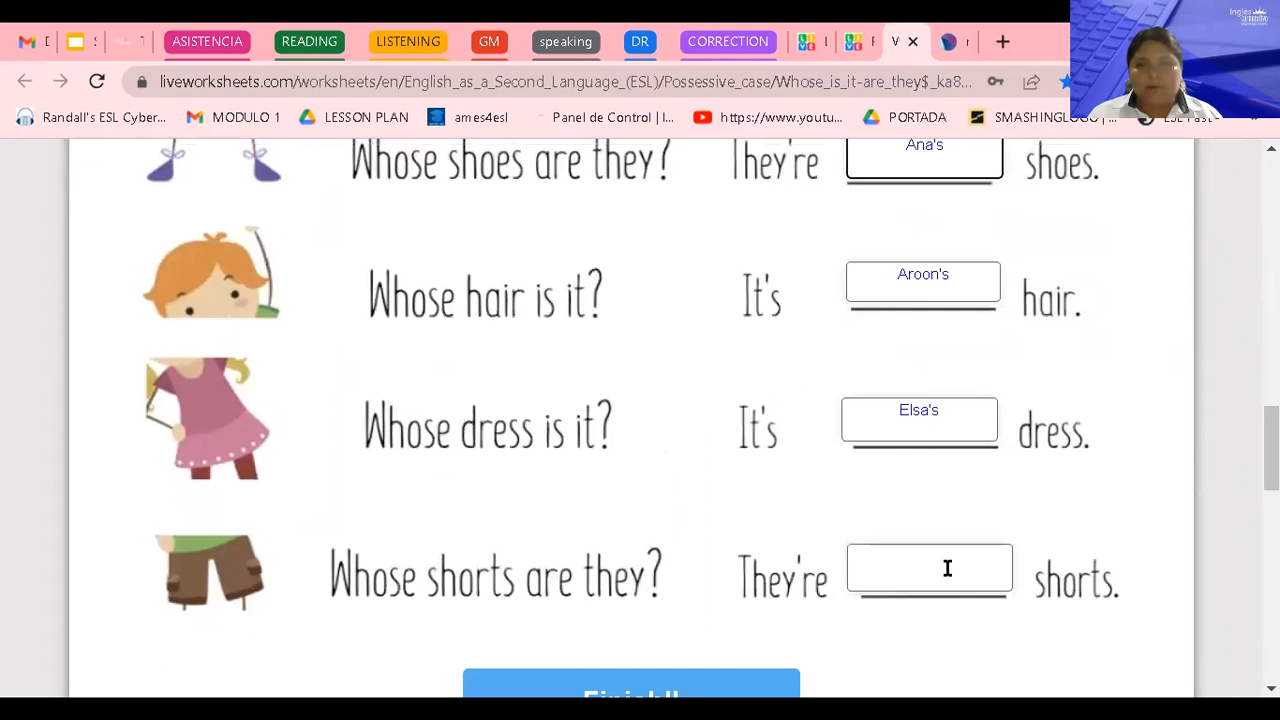 ASISTENCIA READING LISTENING GM speaking DR CORRECTION
liveworksheets.com/worksheets/en/English_as_a_Second_Language_(ESL)/Possessive_case/Whose_is_it-are_they$_ka8...
Randall's ESL Cyber... MODULO 1 LESSON PLAN ames4esl Panel de Control | I... https://www.youtu... PORTADA
Whose shoes are they? They're Ana's shoes.
Whose hair is it? It's Aroon's hair.
Whose dress is it? It's Elsa's dress.
Whose shorts are they? They're shorts.